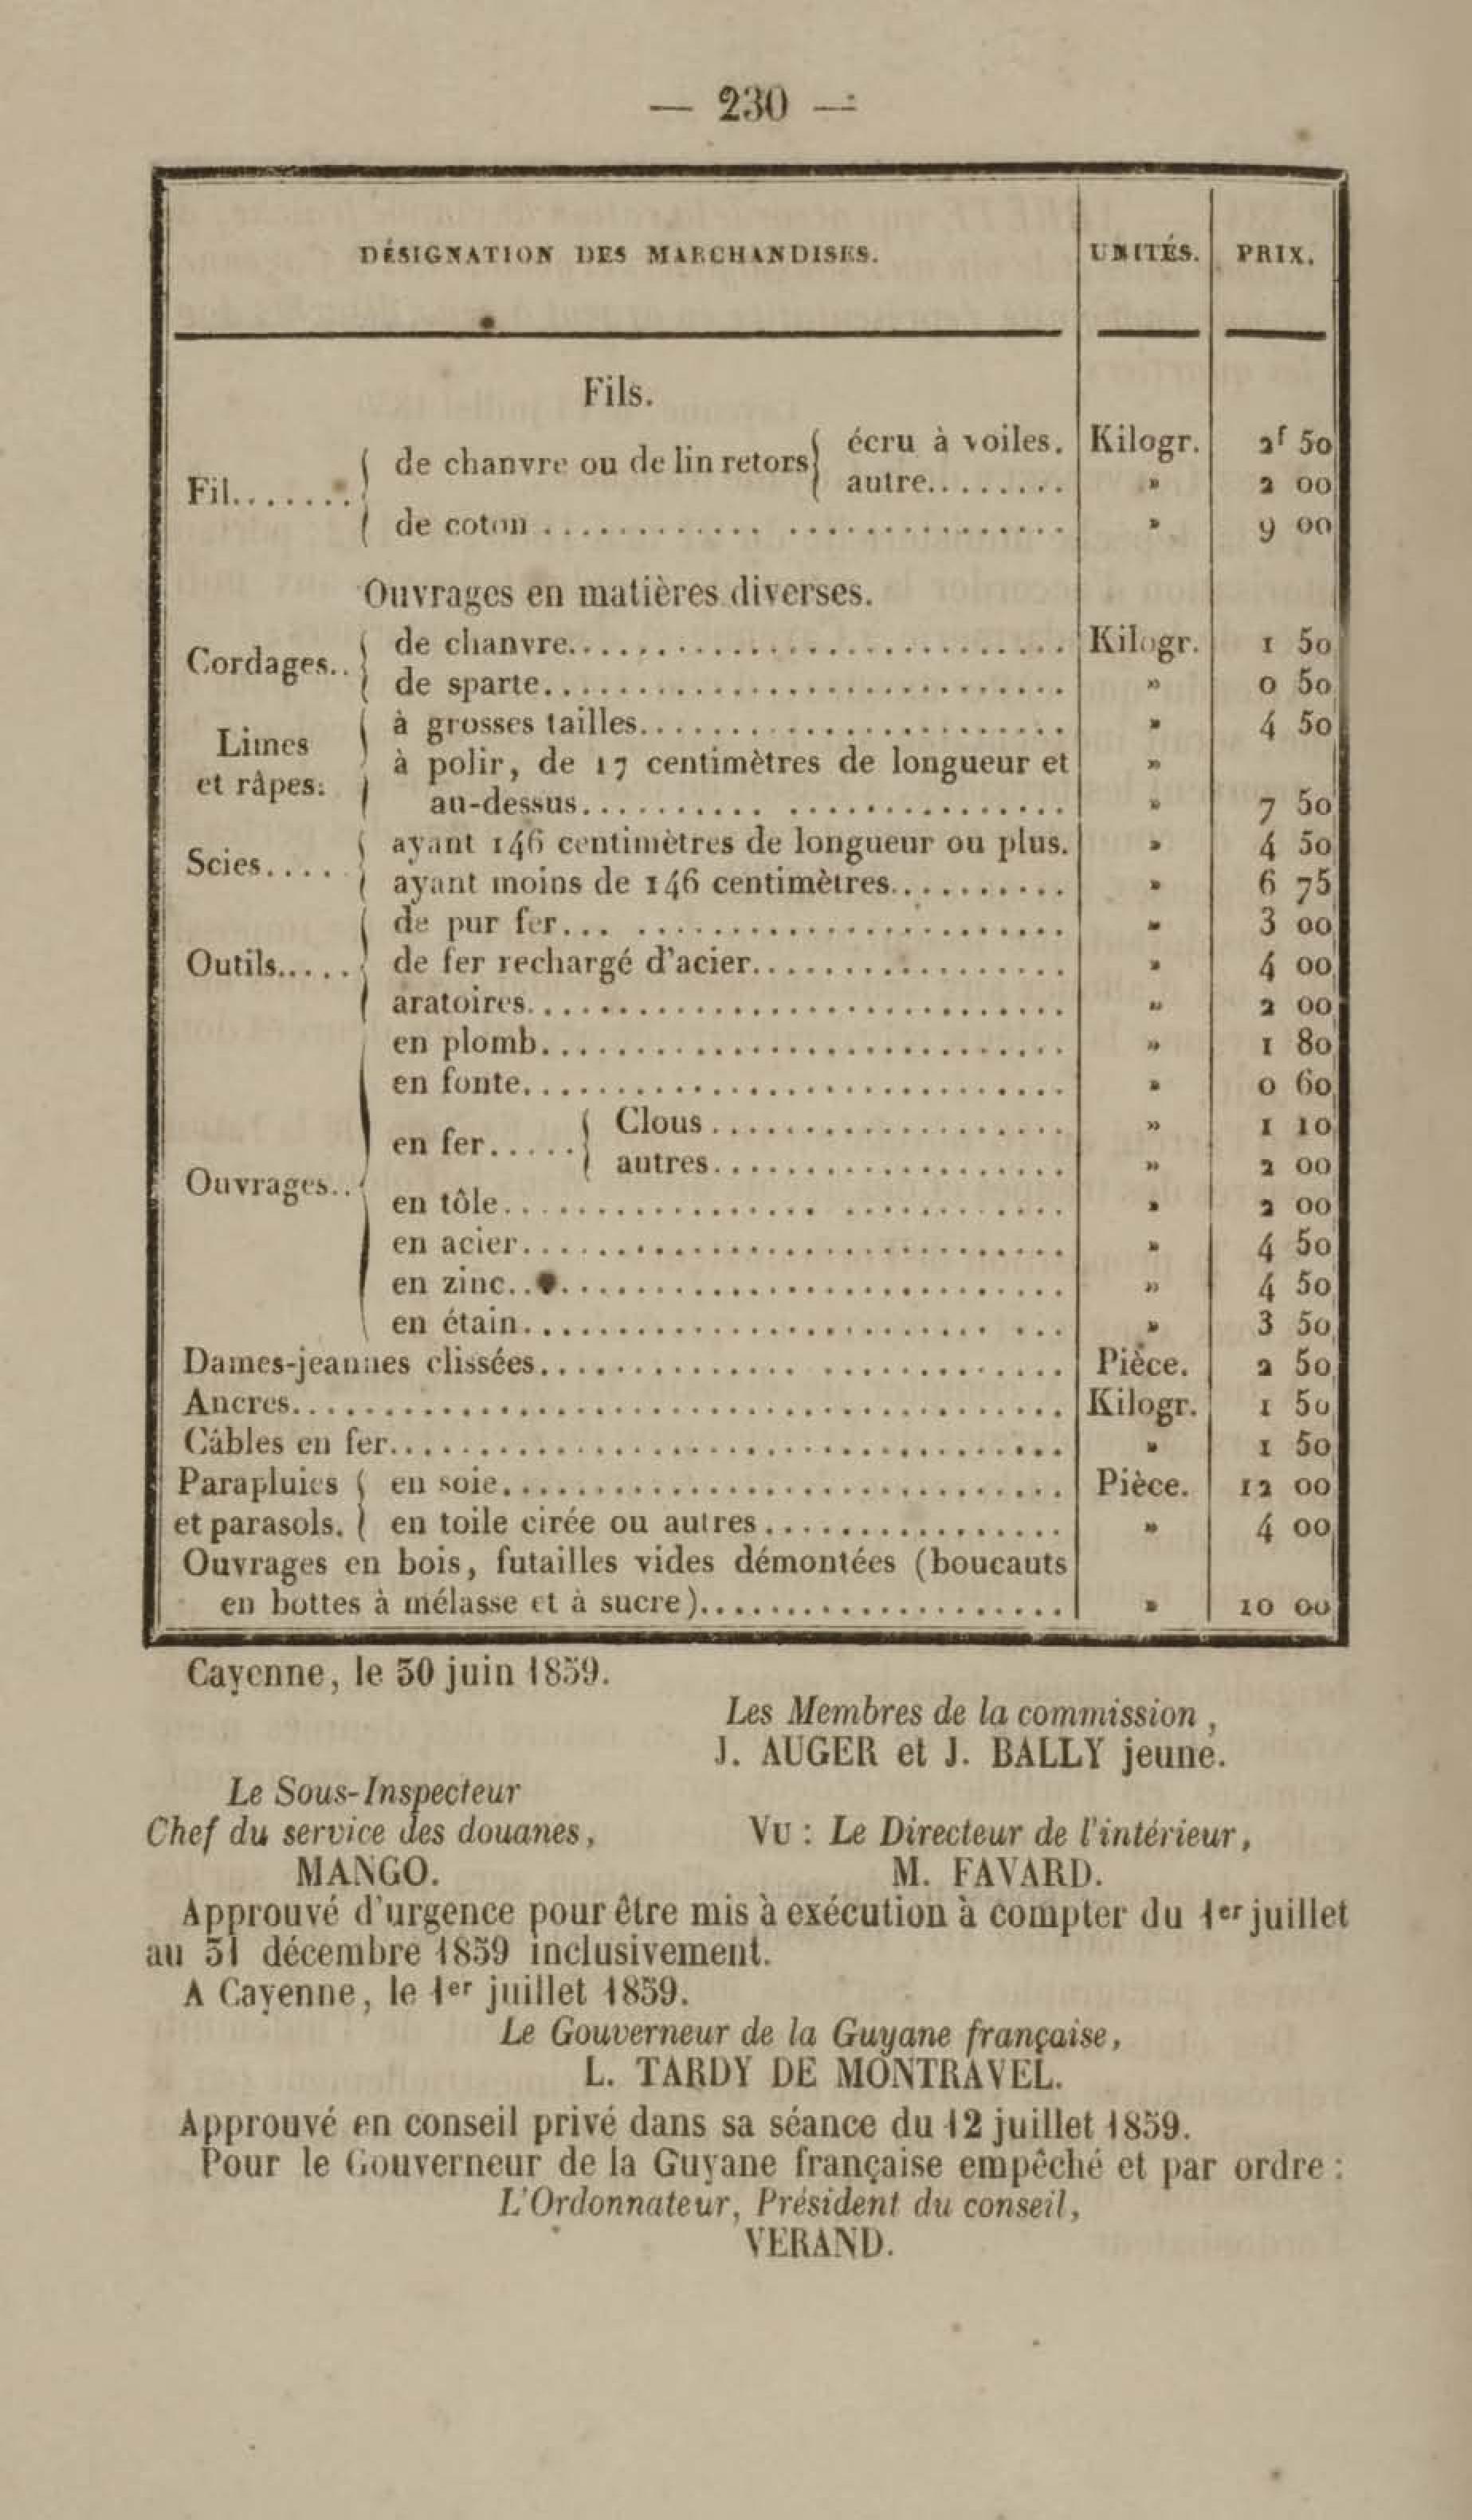 — 230 —
DÉSIGNATION DES MARCHANDISES. UNITÉS. PRIX.
Fils.
écru à voiles. Kilogr. 2f 50
de chanvre ou de lin retors
autre........ » 2 00
Fil.......
de coton ............................ » 9 00
Ouvrages en matières diverses.
de chanvre........................... Kilogr. 1 50
Cordages..
de sparte............................ » 0 50
à grosses tailles....................... » 4 50
Limes
à polir, de 17 centimètres de longueur et »
et râpes.
au-dessus.......................... » 7 50
ayant 146 centimètres de longueur ou plus. » 4 50
Scies....
ayant moins de 146 centimètres.......... » 6 75
de pur fer........................... » 3 00
Outils..... de fer rechargé d'acier................. » 4 00
aratoires............................. » 2 00
en plomb............................ » 1 80
en fonte............................. » 0 60
Clous................... » 1 10
en fer.....
autres................... » 2 00
Ouvrages..
en tôle.............................. » 2 00
en acier............................. » 4 50
en zinc.............................. » 4 50
en étain............................. » 3 50
Dames-jeannes clissées........................... Pièce. 2 50
Ancres......................................... Kilogr. 1 50
Câbles en fer.................................... » 1 50
Parapluies en soie.............................. Pièce. 12 00
et parasols. en toile cirée ou autres................ » 4 00
Ouvrages en bois, futailles vides démontées (boucauts
en bottes à mélasse et à sucre)................... » 10 00
Cayenne, le 30 juin 1859.
Les Membres de la commission,
J. AUGER et J. BALLY jeune.
Le Sous-Inspecteur
Chef du service des douanes, Vu : Le Directeur de l'intérieur,
MANGO. M. FAVARD.
Approuvé d'urgence pour être mis à exécution à compter du 1er juillet
au 31 décembre 1859 inclusivement.
A Cayenne, le 1er juillet 1859.
Le Gouverneur de la Guyane française,
L. TARDY DE MONTRAVEL.
Approuvé en conseil privé dans sa séance du 12 juillet 1859.
Pour le Gouverneur de la Guyane française empêché et par ordre :
L'Ordonnateur, Président du conseil,
VERAND.